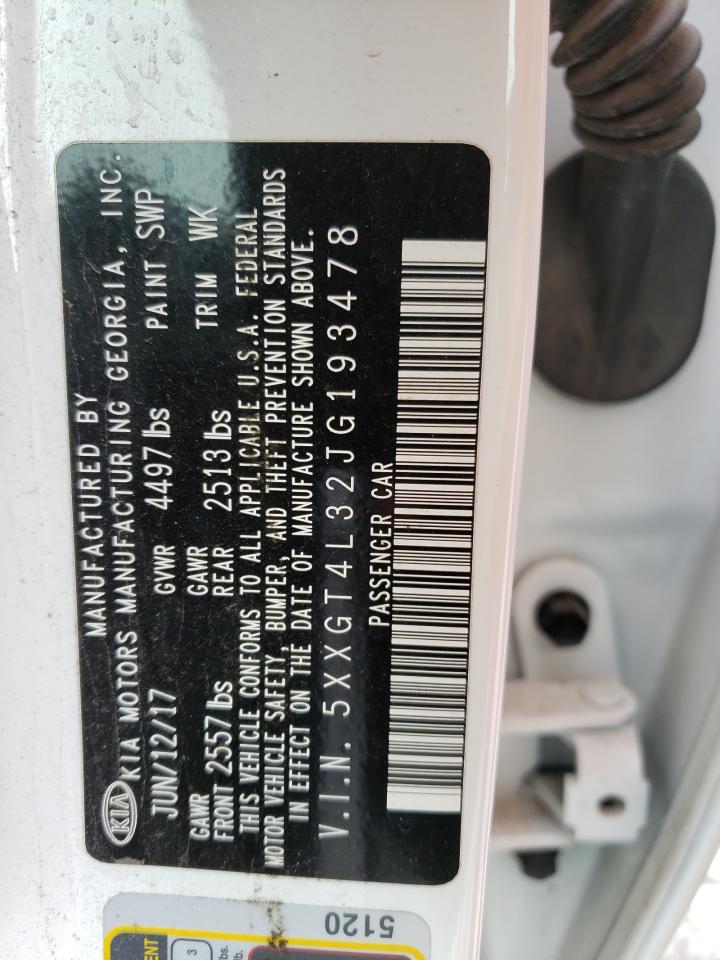 MANUFACTURED BY
KIA KIA MOTORS MANUFACTURING GEORGIA, INC.
JUN/12/17 GVWR 4497 lbs PAINT SWP
GAWR FRONT 2557 lbs GAWR REAR 2513 lbs TRIM WK
THIS VEHICLE CONFORMS TO ALL APPLICABLE U.S.A. FEDERAL
MOTOR VEHICLE SAFETY, BUMPER, AND THEFT PREVENTION STANDARDS
IN EFFECT ON THE DATE OF MANUFACTURE SHOWN ABOVE.
V.I.N. 5XXGT4L32JG193478
PASSENGER CAR
5120
3